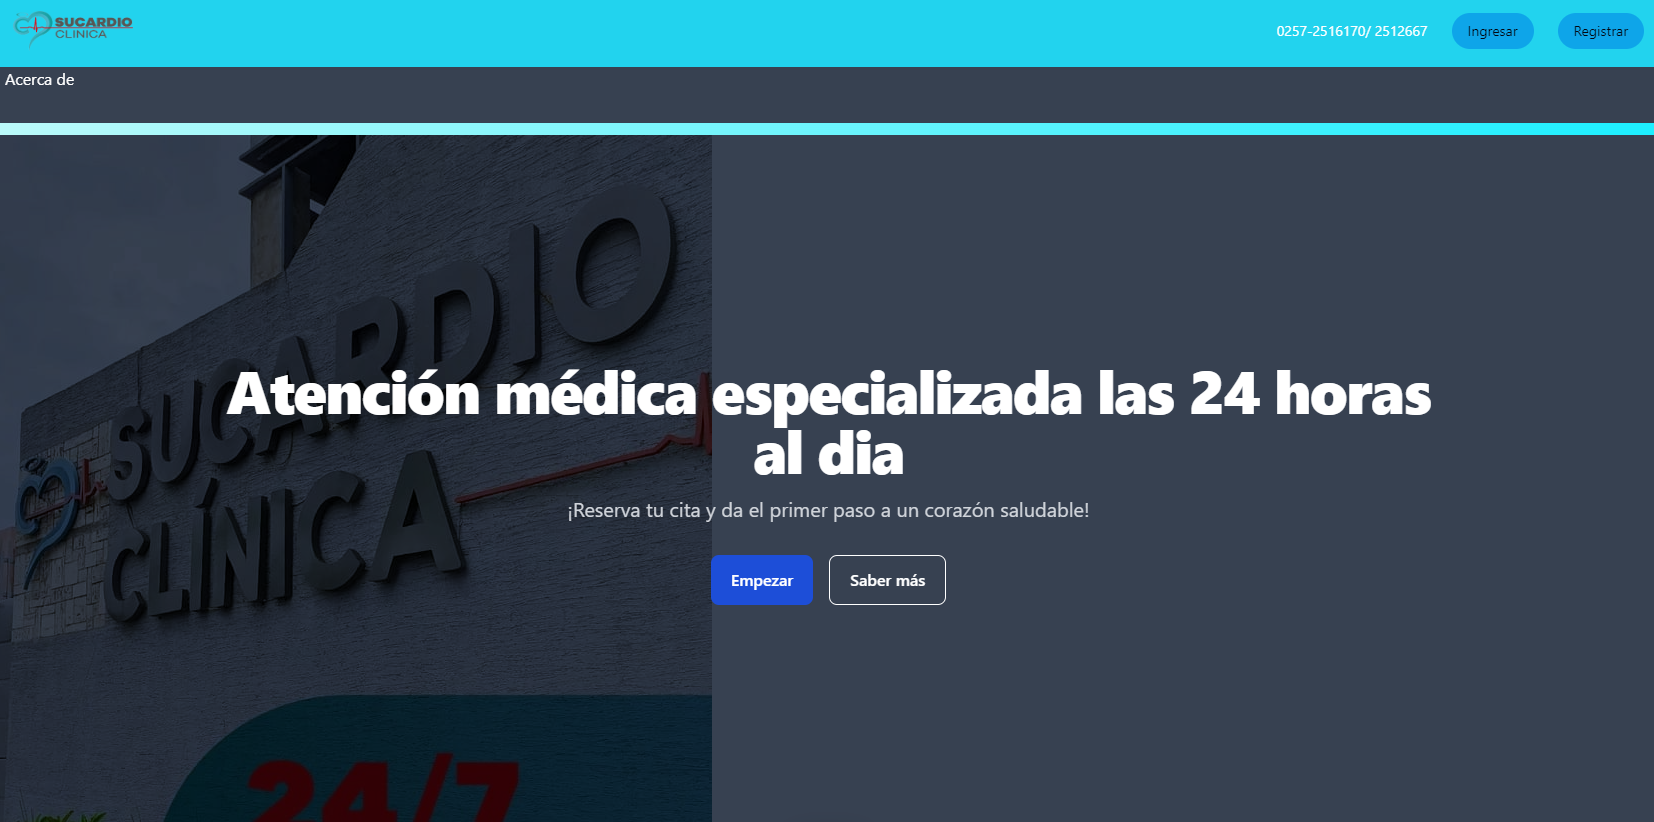 SUCARDIO
CLINICA
0257-2516170/ 2512667
Ingresar
Registrar
Acerca de
SUCARDIO
CLÍNICA
Atención médica especializada las 24 horas
al dia
¡Reserva tu cita y da el primer paso a un corazón saludable!
Empezar
Saber más
24/7